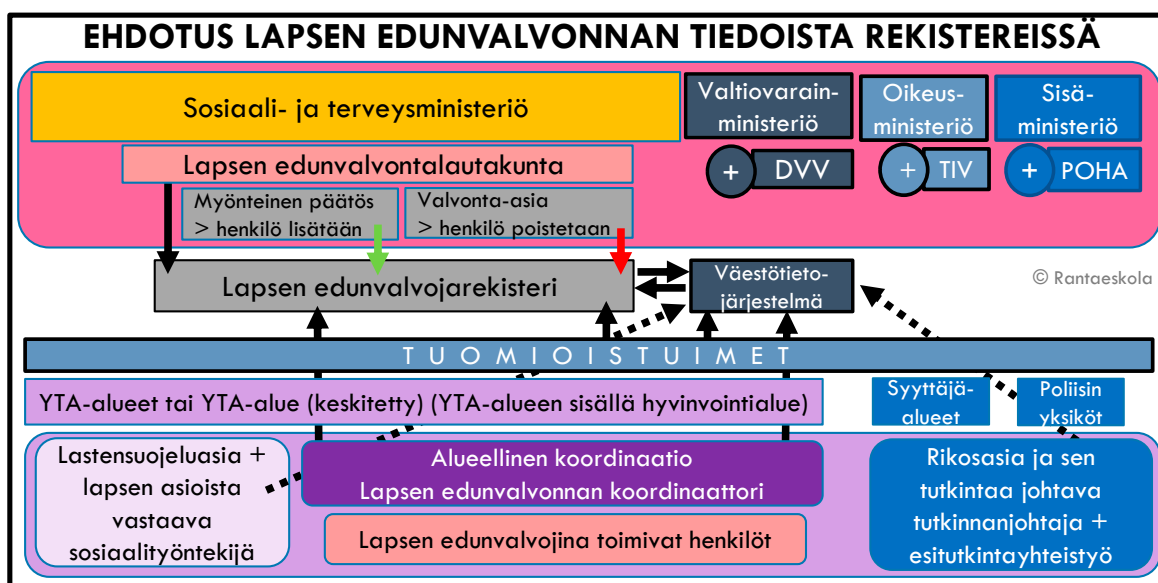 EHDOTUS LAPSEN EDUNVALVONNAN TIEDOISTA REKISTEREISSÄ
Sosiaali- ja terveysministeriö
Valtiovarain-
ministeriö
Oikeus-
ministeriö
Sisä-
ministeriö
+ DVV
+ TIV
+ POHA
Lapsen edunvalvontalautakunta
Myönteinen päätös
> henkilö lisätään
Valvonta-asia
> henkilö poistetaan
Lapsen edunvalvojarekisteri
Väestötieto-
järjestelmä
© Rantaeskola
TUOMIOISTUIMET
YTA-alueet tai YTA-alue (keskitetty) (YTA-alueen sisällä hyvinvointialue)
Syyttäjä-
alueet
Poliisin
yksiköt
Lastensuojeluasia +
lapsen asioista
vastaava
sosiaalityöntekijä
Alueellinen koordinaatio
Lapsen edunvalvonnan koordinaattori
Lapsen edunvalvojina toimivat henkilöt
Rikosasia ja sen
tutkintaa johtava
tutkinnanjohtaja +
esitutkintayhteistyö